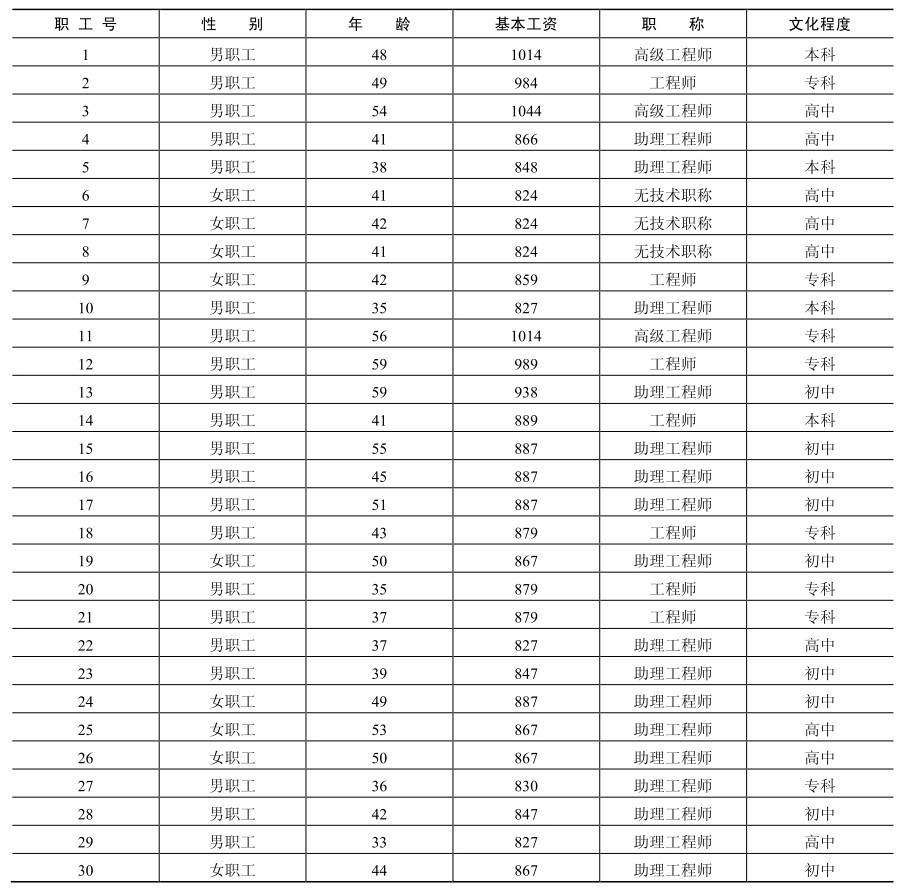 职 工 号 性 别 年 龄 基本工资 职 称 文化程度
1 男职工 48 1014 高级工程师 本科
2 男职工 49 984 工程师 专科
3 男职工 54 1044 高级工程师 高中
4 男职工 41 866 助理工程师 高中
5 男职工 38 848 助理工程师 本科
6 女职工 41 824 无技术职称 高中
7 女职工 42 824 无技术职称 高中
8 女职工 41 824 无技术职称 高中
9 女职工 42 859 工程师 专科
10 男职工 35 827 助理工程师 本科
11 男职工 56 1014 高级工程师 专科
12 男职工 59 989 工程师 专科
13 男职工 59 938 助理工程师 初中
14 男职工 41 889 工程师 本科
15 男职工 55 887 助理工程师 初中
16 男职工 45 887 助理工程师 初中
17 男职工 51 887 助理工程师 初中
18 男职工 43 879 工程师 专科
19 女职工 50 867 助理工程师 初中
20 男职工 35 879 工程师 专科
21 男职工 37 879 工程师 专科
22 男职工 37 827 助理工程师 高中
23 男职工 39 847 助理工程师 初中
24 女职工 49 887 助理工程师 初中
25 女职工 53 867 助理工程师 高中
26 女职工 50 867 助理工程师 高中
27 男职工 36 830 助理工程师 专科
28 男职工 42 847 助理工程师 初中
29 男职工 33 827 助理工程师 高中
30 女职工 44 867 助理工程师 初中